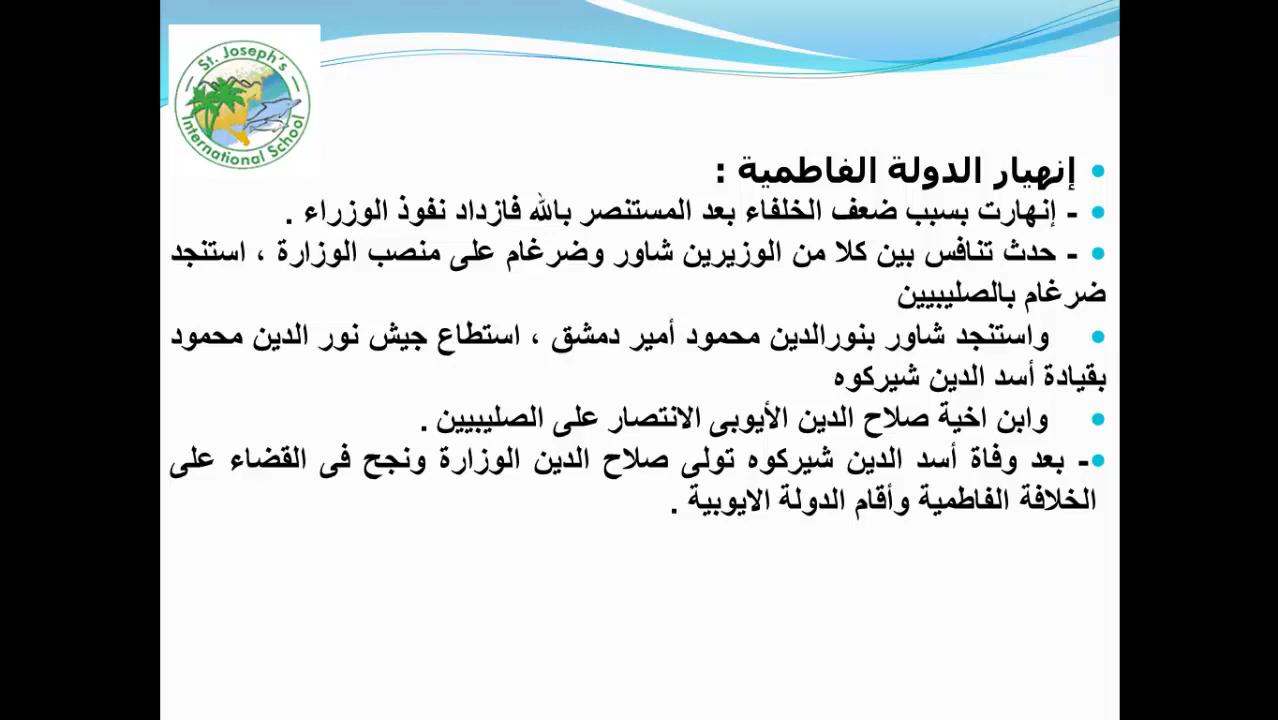 St. Joseph's
International School
إنهيار الدولة الفاطمية :
- إنهارت بسبب ضعف الخلفاء بعد المستنصر بالله فازداد نفوذ الوزراء .
- حدث تنافس بين كلا من الوزيرين شاور وضرغام على منصب الوزارة ، استنجد
ضرغام بالصليبيين
واستنجد شاور بنورالدين محمود أمير دمشق ، استطاع جيش نور الدين محمود
بقيادة أسد الدين شيركوه
وابن اخية صلاح الدين الأيوبى الانتصار على الصليبيين .
- بعد وفاة أسد الدين شيركوه تولى صلاح الدين الوزارة ونجح فى القضاء على
الخلافة الفاطمية وأقام الدولة الايوبية .